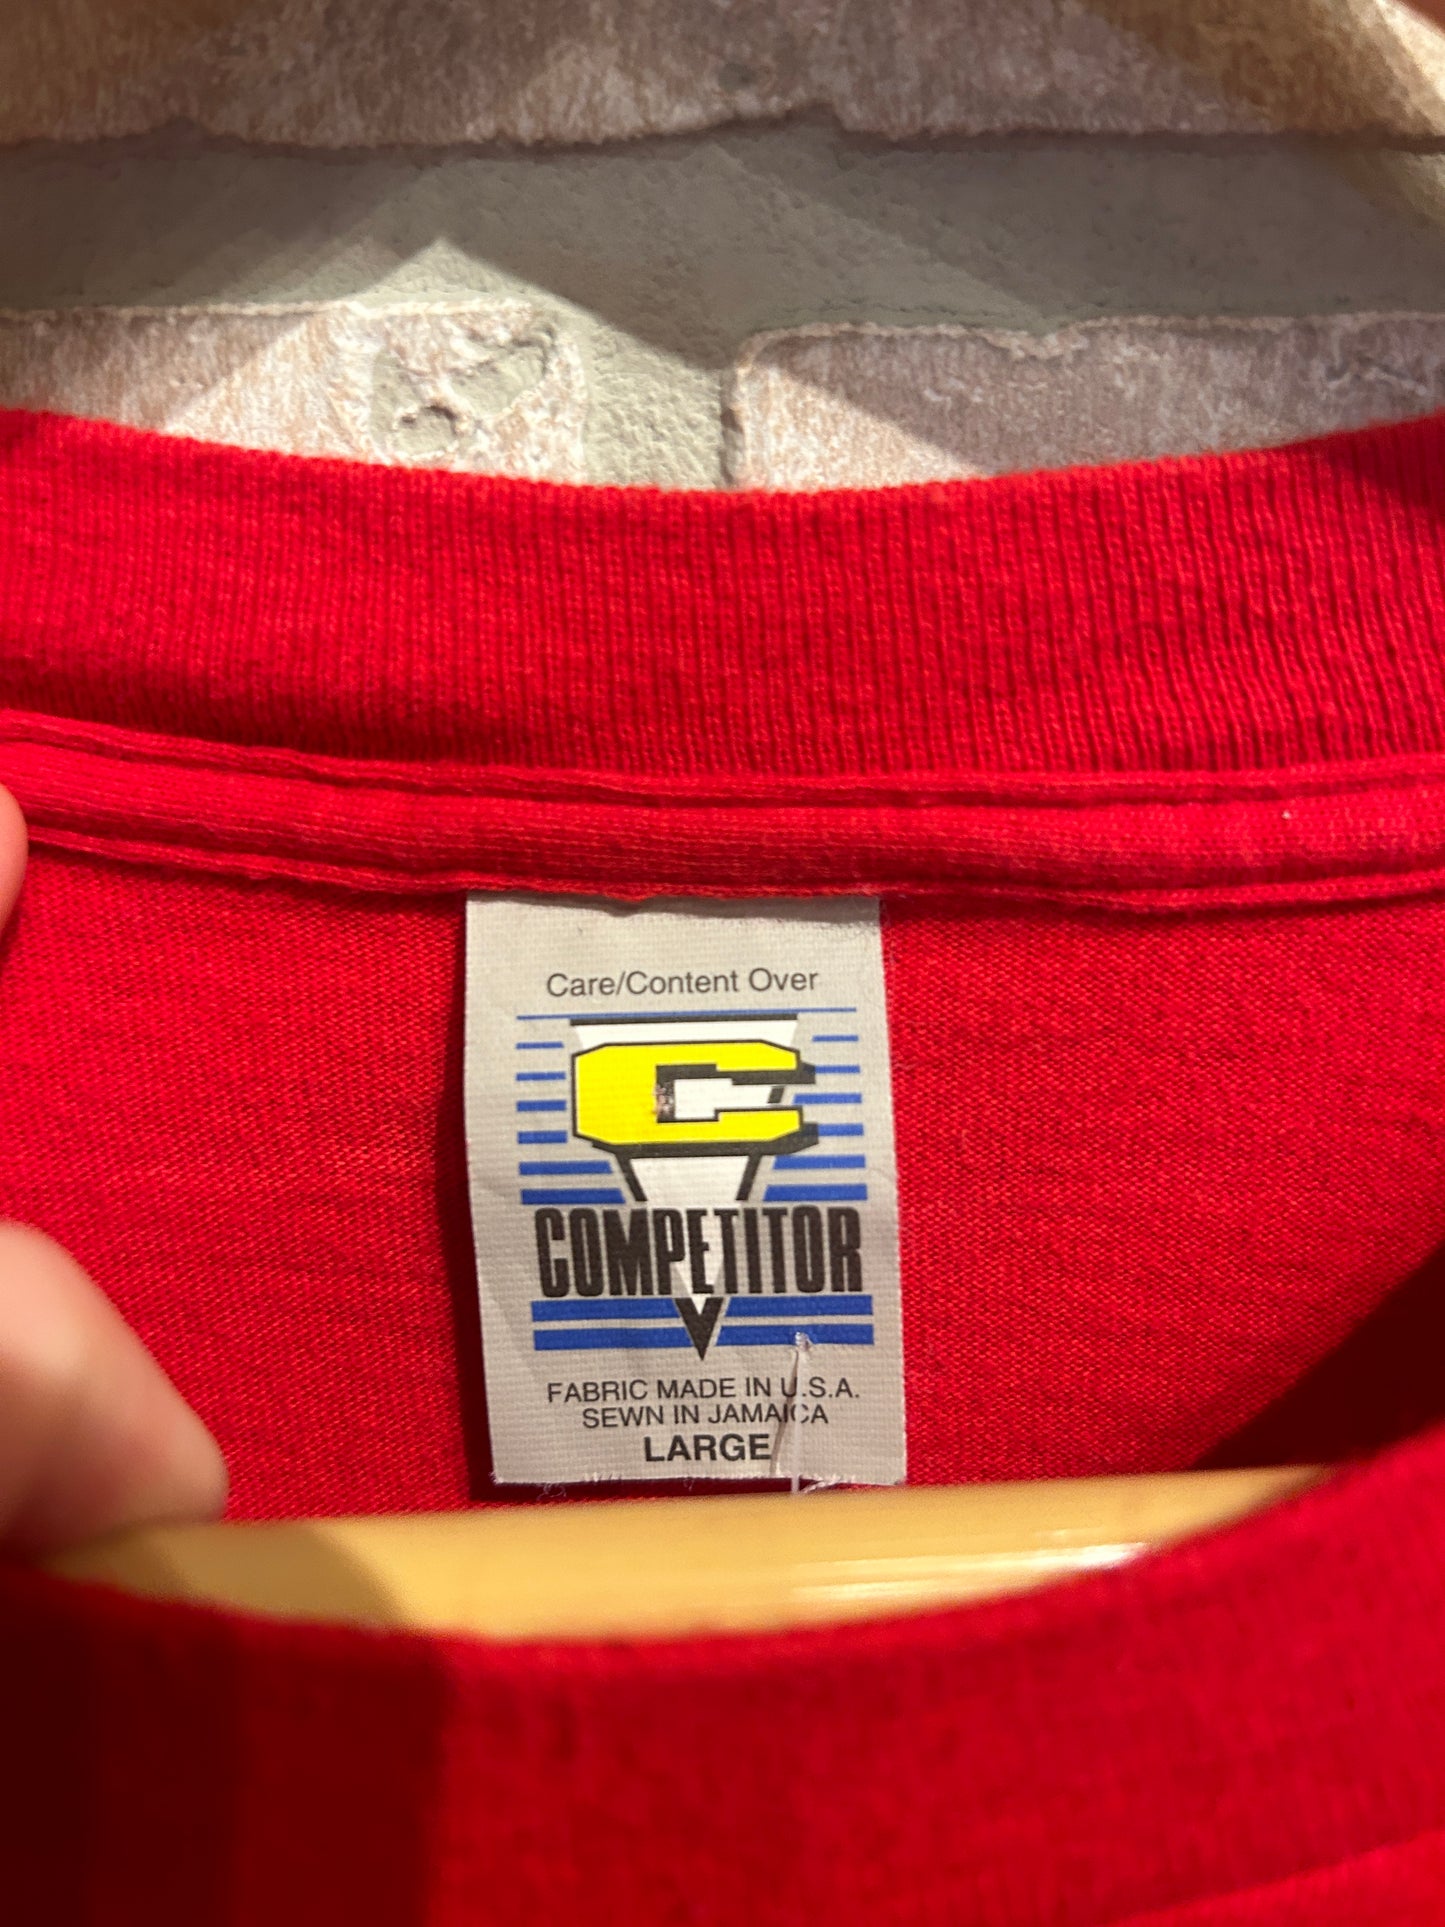 Care/Content Over
C
COMPETITOR
FABRIC MADE IN U.S.A.
SEWN IN JAMAICA
LARGE